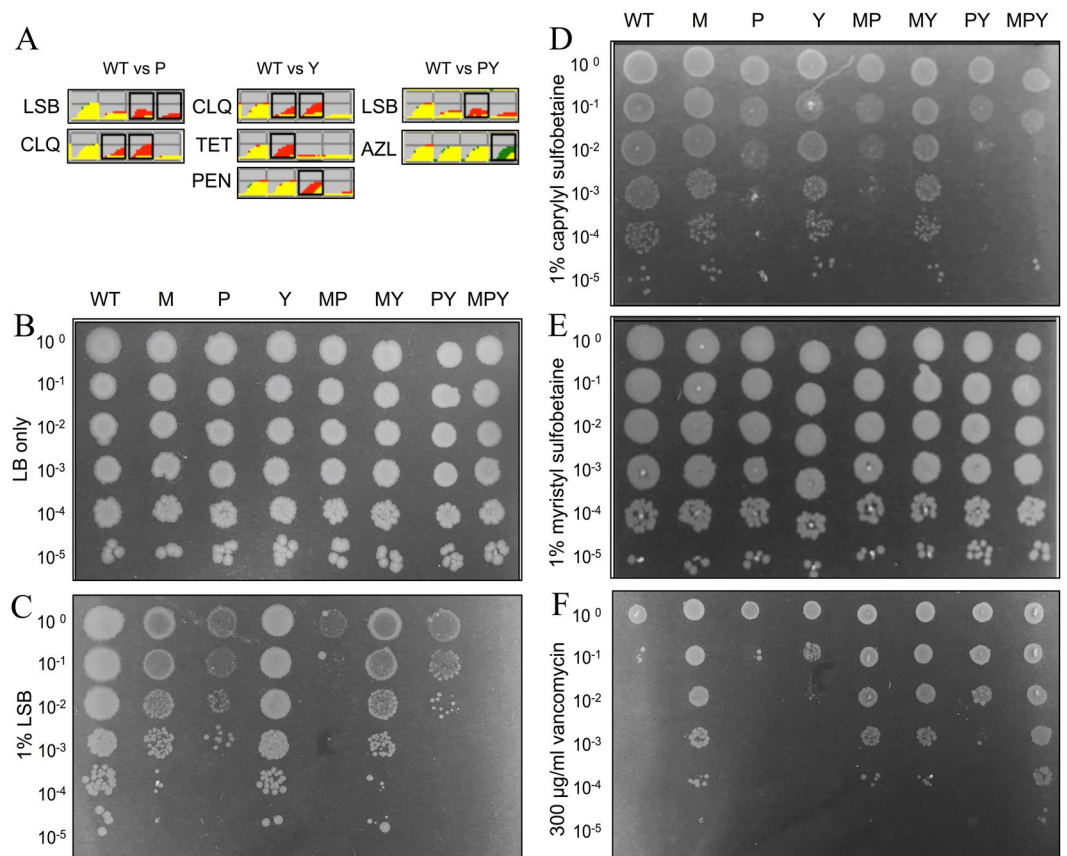 A
WT vs P
WT vs Y
WT vs PY
LSB
CLQ
CLQ
TET
PEN
LSB
AZL
B
WT M P Y MP MY PY MPY
LB only
10 0
10-1
10-2
10-3
10-4
10-5
C
1% LSB
10 0
10-1
10-2
10-3
10-4
10-5
D
WT M P Y MP MY PY MPY
1% caprylyl sulfobetaine
10 0
10-1
10-2
10-3
10-4
10-5
E
1% myristyl sulfobetaine
10 0
10-1
10-2
10-3
10-4
10-5
F
300 µg/ml vancomycin
10 0
10-1
10-2
10-3
10-4
10-5